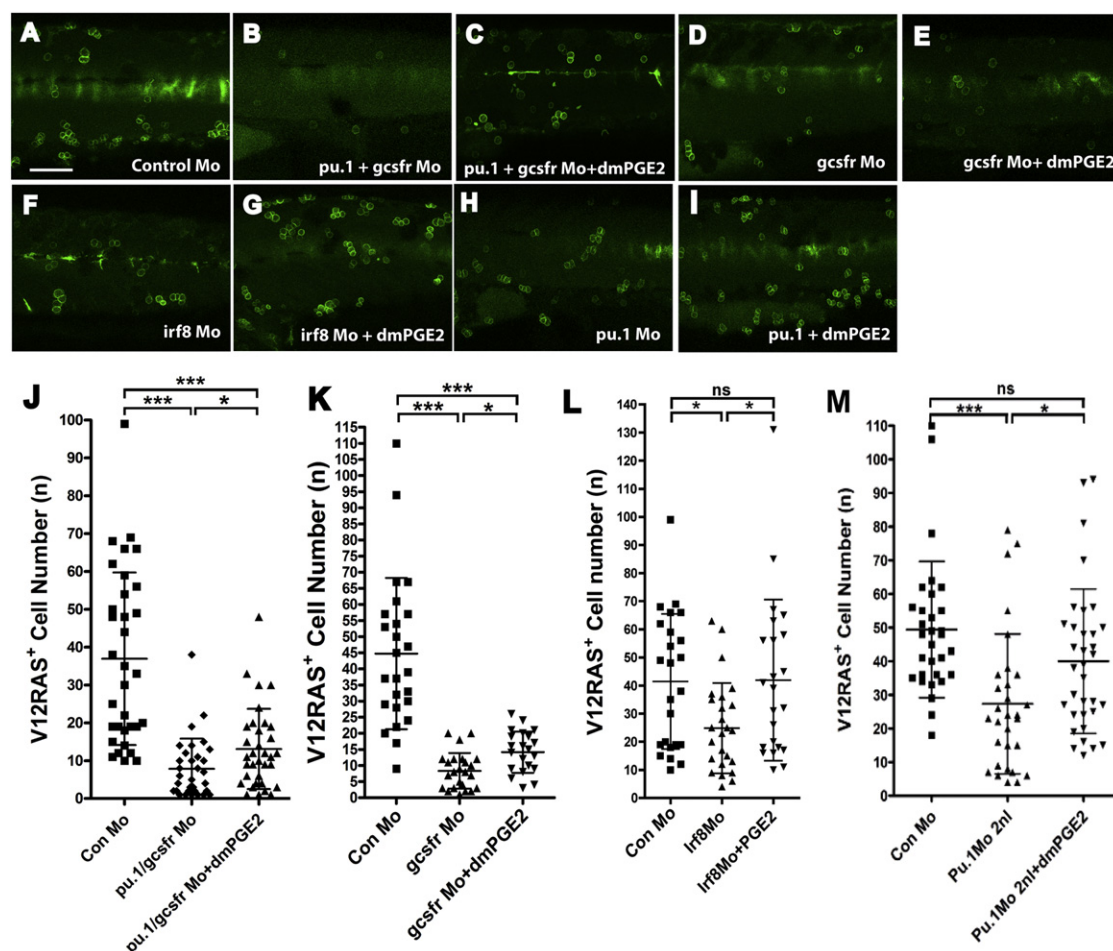 A
Control Mo
B
pu.1 + gcsfr Mo
C
pu.1 + gcsfr Mo+dmPGE2
D
gcsfr Mo
E
gcsfr Mo+ dmPGE2
F
irf8 Mo
G
irf8 Mo + dmPGE2
H
pu.1 Mo
I
pu.1 + dmPGE2
J
***
*** *
V12RAS+ Cell Number (n)
100
90
80
70
60
50
40
30
20
10
0
Con Mo
pu.1/gcsfr Mo
pu.1/gcsfr Mo+dmPGE2
K
***
*** *
V12RAS+ Cell Number (n)
115
110
105
100
95
90
85
80
75
70
65
60
55
50
45
40
35
30
25
20
15
10
5
0
Con Mo
gcsfr Mo
gcsfr Mo+dmPGE2
L
ns
* *
V12RAS+ Cell number (n)
140
130
120
110
100
90
80
70
60
50
40
30
20
10
0
Con Mo
Irf8Mo
Irf8Mo+PGE2
M
ns
*** *
V12RAS+ Cell Number (n)
110
100
90
80
70
60
50
40
30
20
10
0
Con Mo
Pu.1Mo 2nl
Pu.1Mo 2nl+dmPGE2